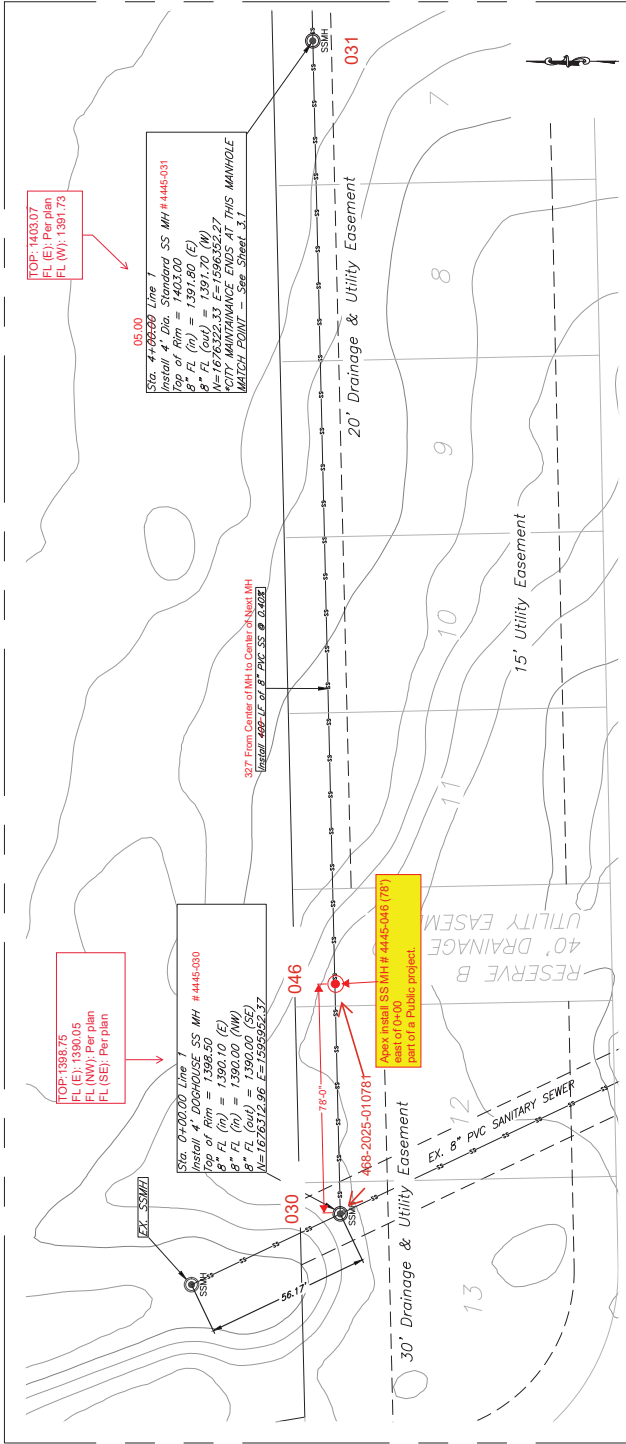 TOP:1398.75
FL (E): 1390.05
FL (NW): Per plan
FL (SE): Per plan
Sta. 0+00.00 Line 1
Install 4' DOGHOUSE SS MH # 4445-030
Top of Rim = 1398.50
8" FL (in) = 1390.10 (E)
8" FL (in) = 1390.00 (NW)
8" FL (out) = 1390.00 (SE)
N=1676312.96 E=1595952.37
EX. SSMH
SSMH
56.17'
030
SSMH
78'-0"
046
468-2025-010781
Apex install SS MH # 4445-046 (78')
east of 0+00
part of a Public project.
327' From Center of MH to Center of Next MH
Install 400 LF of 8" PVC SS @ 0.40%
TOP: 1403.07
FL (E): Per plan
FL (W): 1391.73
05.00
Sta. 4+00.00 Line 1
Install 4' Dia. Standard SS MH # 4445-031
Top of Rim = 1403.00
8" FL (in) = 1391.80 (E)
8" FL (out) = 1391.70 (W)
N=1676322.33 E=1596352.27
*CITY MAINTAINANCE ENDS AT THIS MANHOLE
MATCH POINT - See Sheet 3.1
SSMH
031
30' Drainage & Utility Easement
20' Drainage & Utility Easement
15' Utility Easement
EX. 8" PVC SANITARY SEWER
RESERVE B
40' DRAINAGE
UTILITY EASEM
13
12
11
10
9
8
7